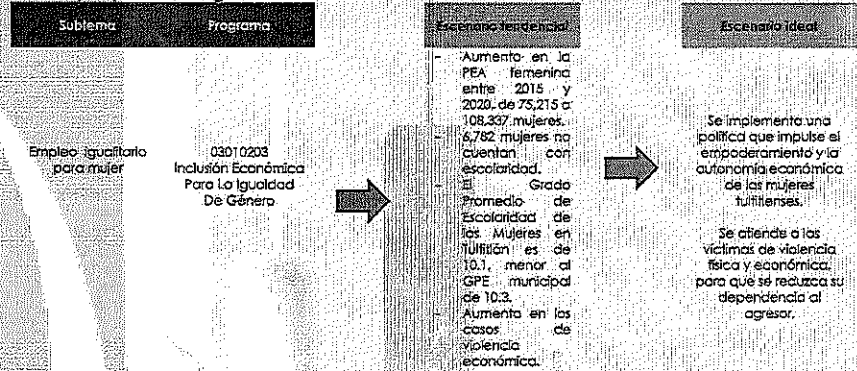 Subtema
Programa
Escenario tendencial
Escenario ideal
Empleo igualitario
para mujer
03010203
Inclusión Económica
Para La Igualdad
De Género
- Aumento en la
PEA femenina
entre 2015 y
2020, de 75,215 a
108,337 mujeres.
- 6,782 mujeres no
cuentan con
escolaridad.
- El Grado
Promedio de
Escolaridad de
las Mujeres en
Tultitlán es de
10.1, menor al
GPE municipal
de 10.3.
- Aumento en los
casos de
violencia
económica.
Se implementa una
política que impulse el
empoderamiento y la
autonomía económica
de las mujeres
tultitlenses.
Se atiende a las
víctimas de violencia
física y económica,
para que se reduzca su
dependencia al
agresor.